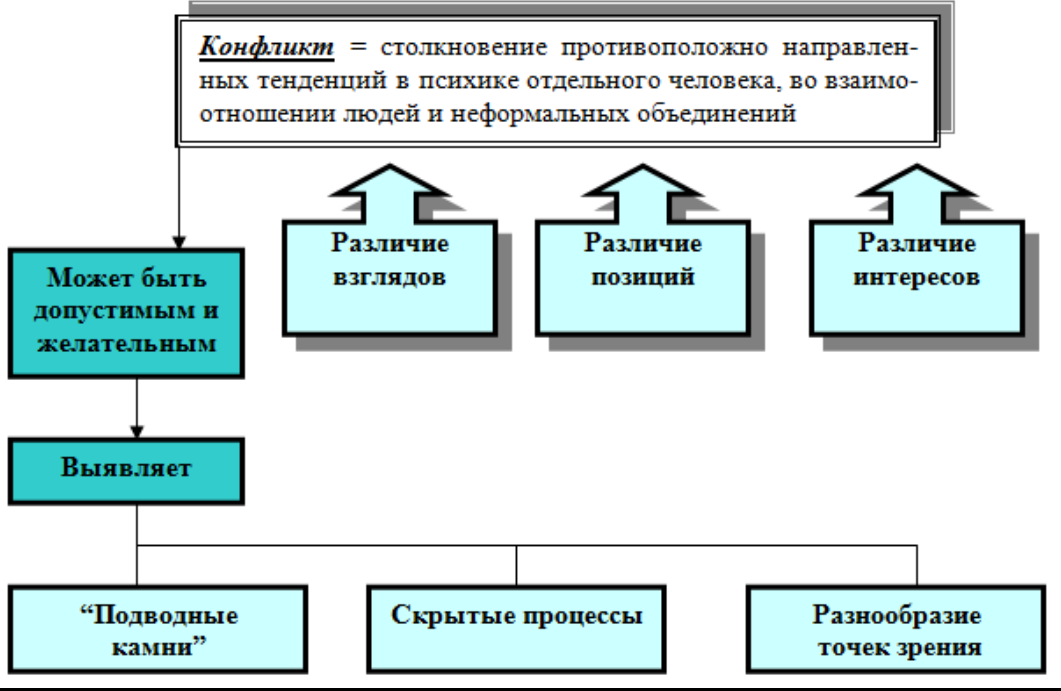 Конфликт = столкновение противоположно направлен-
ных тенденций в психике отдельного человека, во взаимо-
отношении людей и неформальных объединений
Различие
взглядов
Различие
позиций
Различие
интересов
Может быть
допустимым и
желательным
Выявляет
“Подводные
камни”
Скрытые процессы
Разнообразие
точек зрения